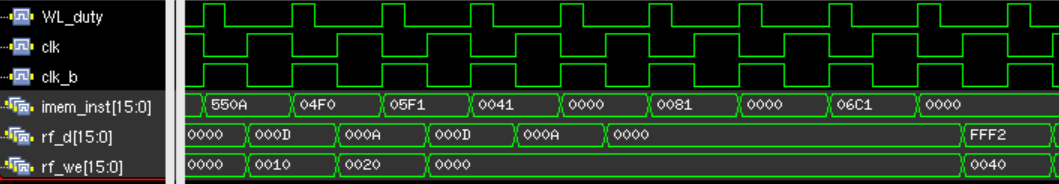 WL_duty
clk
clk_b
imem_inst[15:0] 550A 04F0 05F1 0041 0000 0081 0000 06C1 0000
rf_d[15:0] 0000 000D 000A 000D 000A 0000 FFF2
rf_we[15:0] 0000 0010 0020 0000 0040